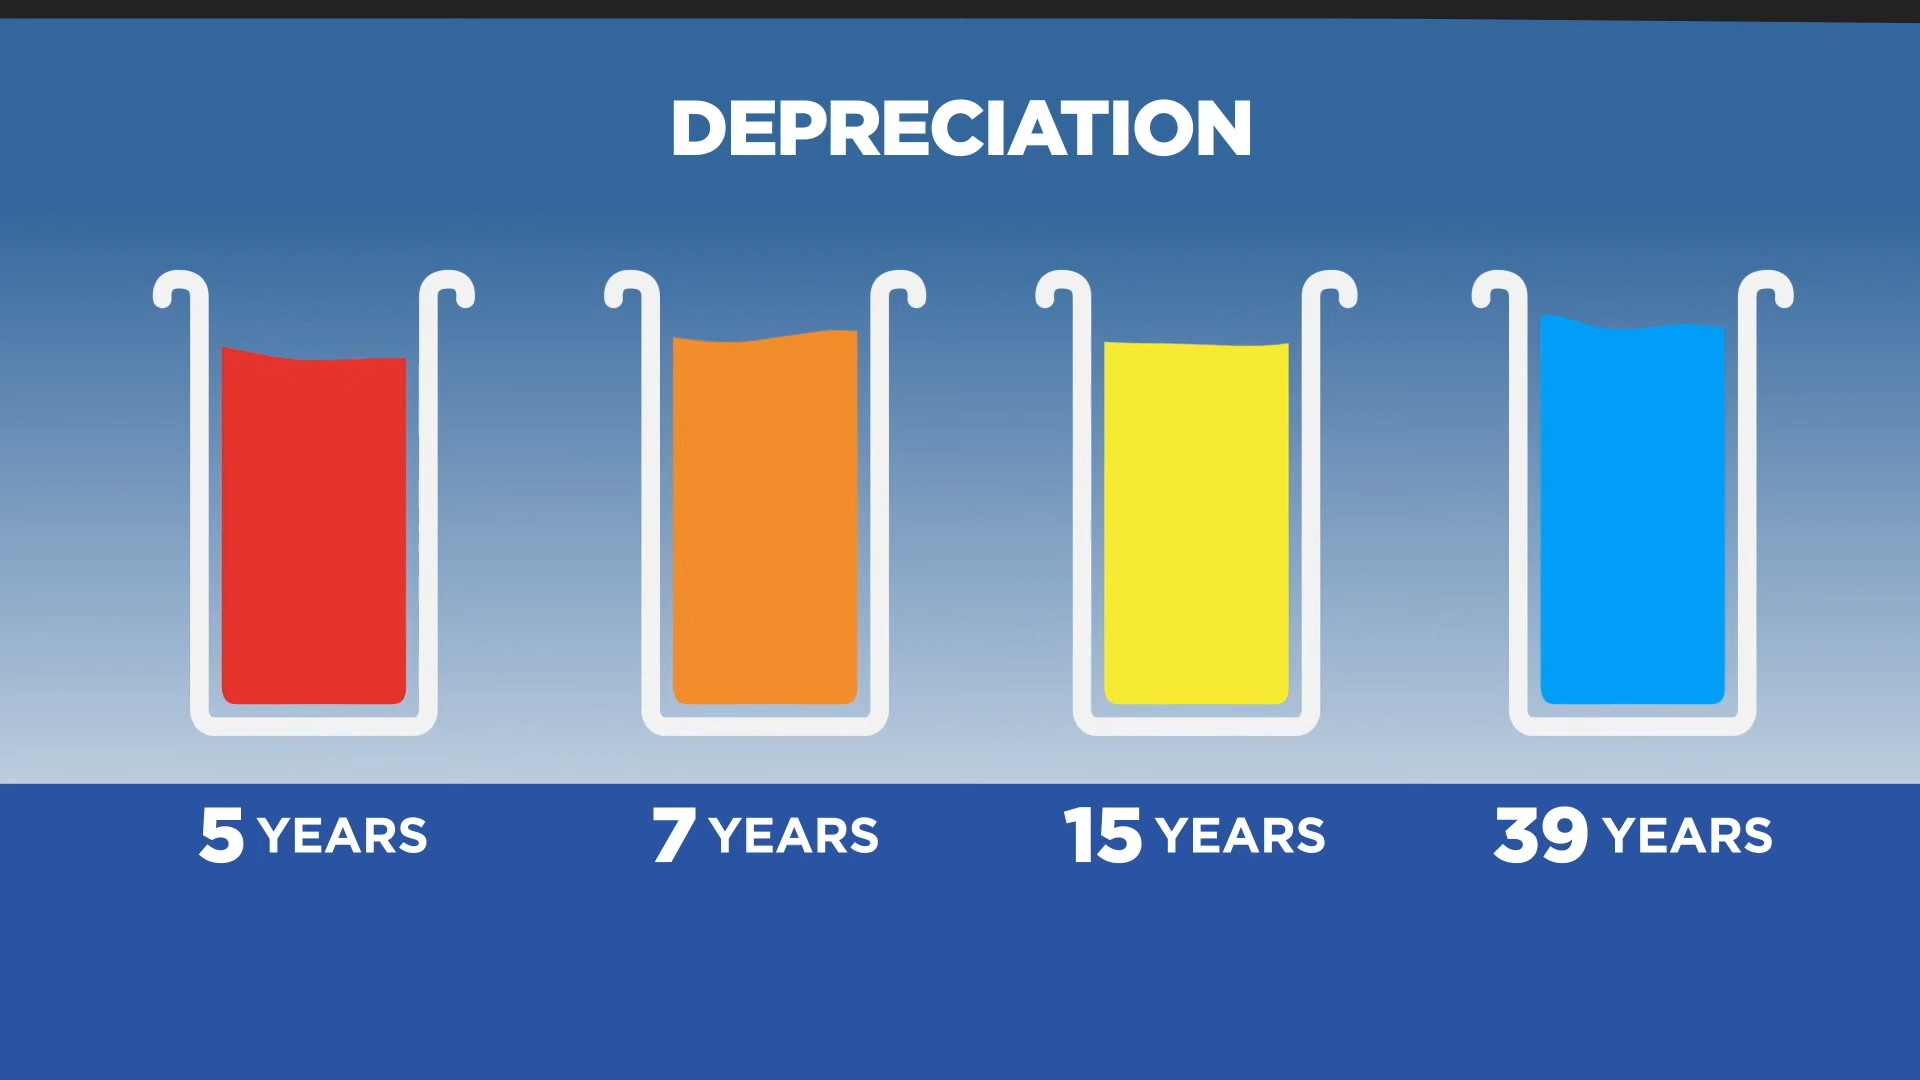 DEPRECIATION
5 YEARS
7 YEARS
15 YEARS
39 YEARS